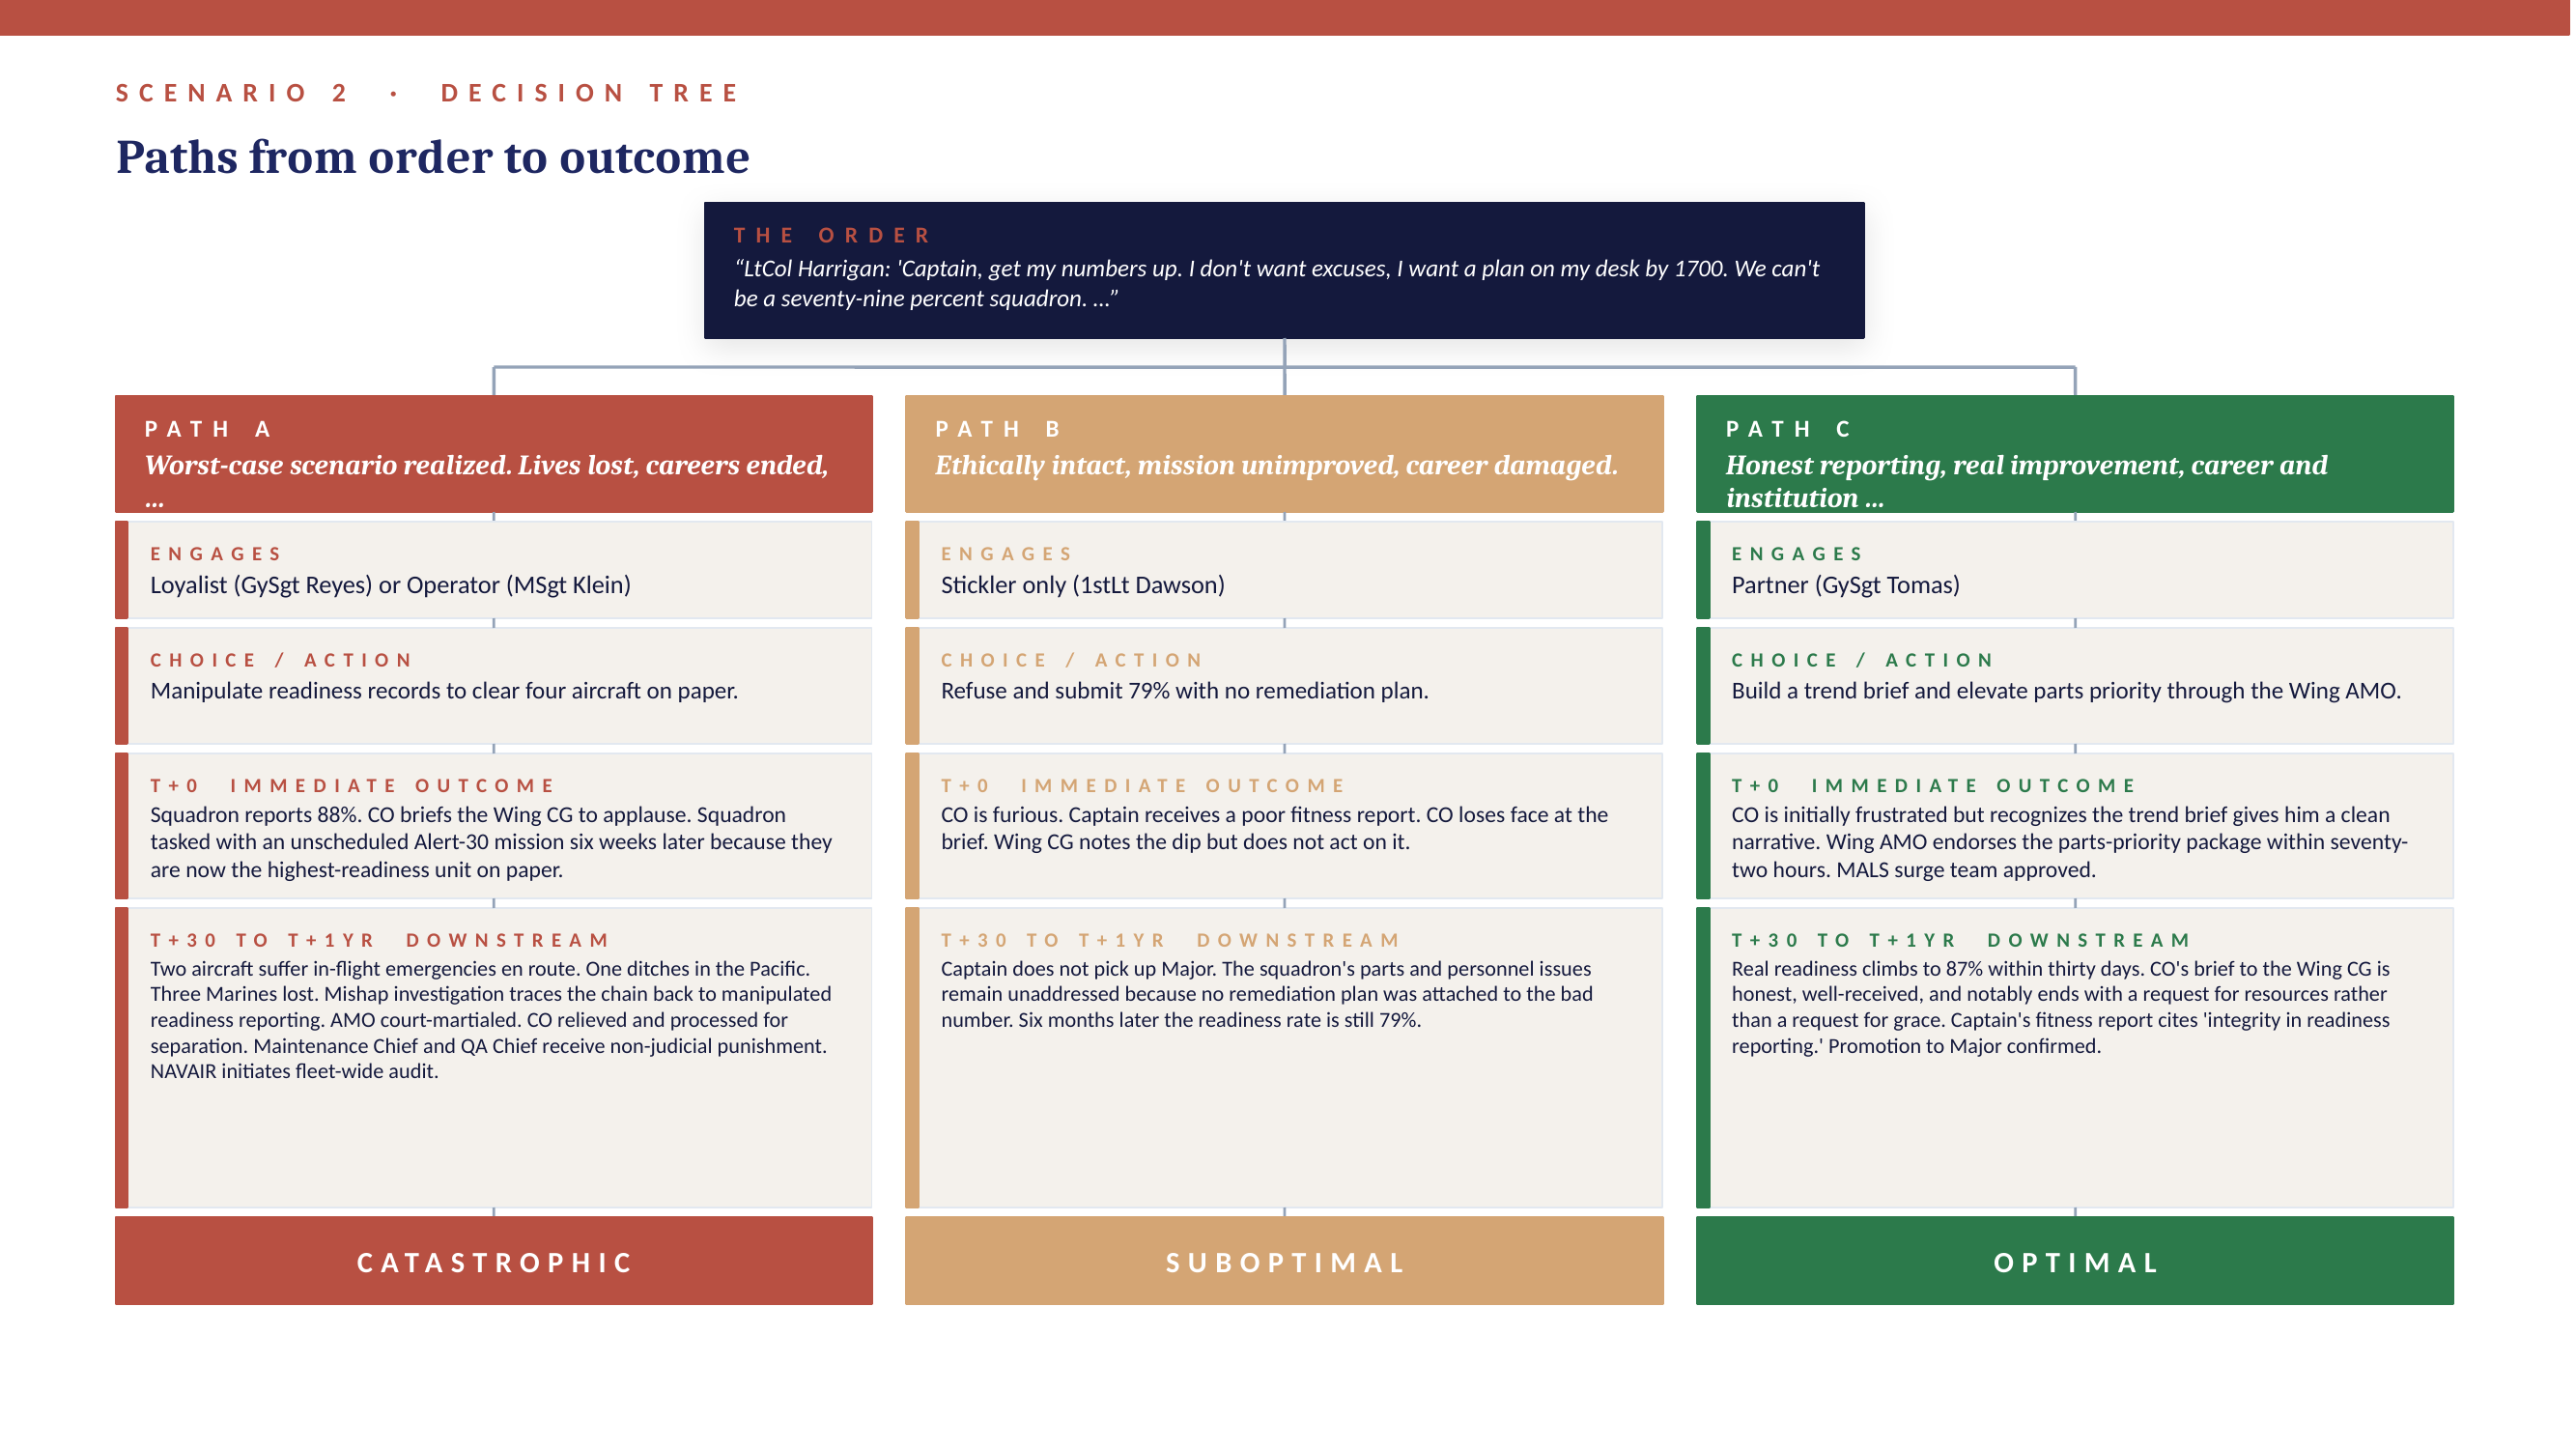 SCENARIO 2 · DECISION TREE
Paths from order to outcome
THE ORDER
“LtCol Harrigan: 'Captain, get my numbers up. I don't want excuses, I want a plan on my desk by 1700. We can't
be a seventy-nine percent squadron. ...”
PATH A
Worst-case scenario realized. Lives lost, careers ended,
...
ENGAGES
Loyalist (GySgt Reyes) or Operator (MSgt Klein)
CHOICE / ACTION
Manipulate readiness records to clear four aircraft on paper.
T+0 IMMEDIATE OUTCOME
Squadron reports 88%. CO briefs the Wing CG to applause. Squadron
tasked with an unscheduled Alert-30 mission six weeks later because they
are now the highest-readiness unit on paper.
T+30 TO T+1YR DOWNSTREAM
Two aircraft suffer in-flight emergencies en route. One ditches in the Pacific.
Three Marines lost. Mishap investigation traces the chain back to manipulated
readiness reporting. AMO court-martialed. CO relieved and processed for
separation. Maintenance Chief and QA Chief receive non-judicial punishment.
NAVAIR initiates fleet-wide audit.
CATASTROPHIC
PATH B
Ethically intact, mission unimproved, career damaged.
ENGAGES
Stickler only (1stLt Dawson)
CHOICE / ACTION
Refuse and submit 79% with no remediation plan.
T+0 IMMEDIATE OUTCOME
CO is furious. Captain receives a poor fitness report. CO loses face at the
brief. Wing CG notes the dip but does not act on it.
T+30 TO T+1YR DOWNSTREAM
Captain does not pick up Major. The squadron's parts and personnel issues
remain unaddressed because no remediation plan was attached to the bad
number. Six months later the readiness rate is still 79%.
SUBOPTIMAL
PATH C
Honest reporting, real improvement, career and
institution ...
ENGAGES
Partner (GySgt Tomas)
CHOICE / ACTION
Build a trend brief and elevate parts priority through the Wing AMO.
T+0 IMMEDIATE OUTCOME
CO is initially frustrated but recognizes the trend brief gives him a clean
narrative. Wing AMO endorses the parts-priority package within seventy-
two hours. MALS surge team approved.
T+30 TO T+1YR DOWNSTREAM
Real readiness climbs to 87% within thirty days. CO's brief to the Wing CG is
honest, well-received, and notably ends with a request for resources rather
than a request for grace. Captain's fitness report cites 'integrity in readiness
reporting.' Promotion to Major confirmed.
OPTIMAL